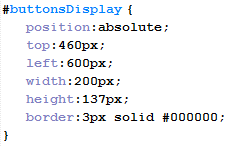 #buttonsDisplay {
position:absolute;
top:460px;
left:600px;
width:200px;
height:137px;
border:3px solid #000000;
}